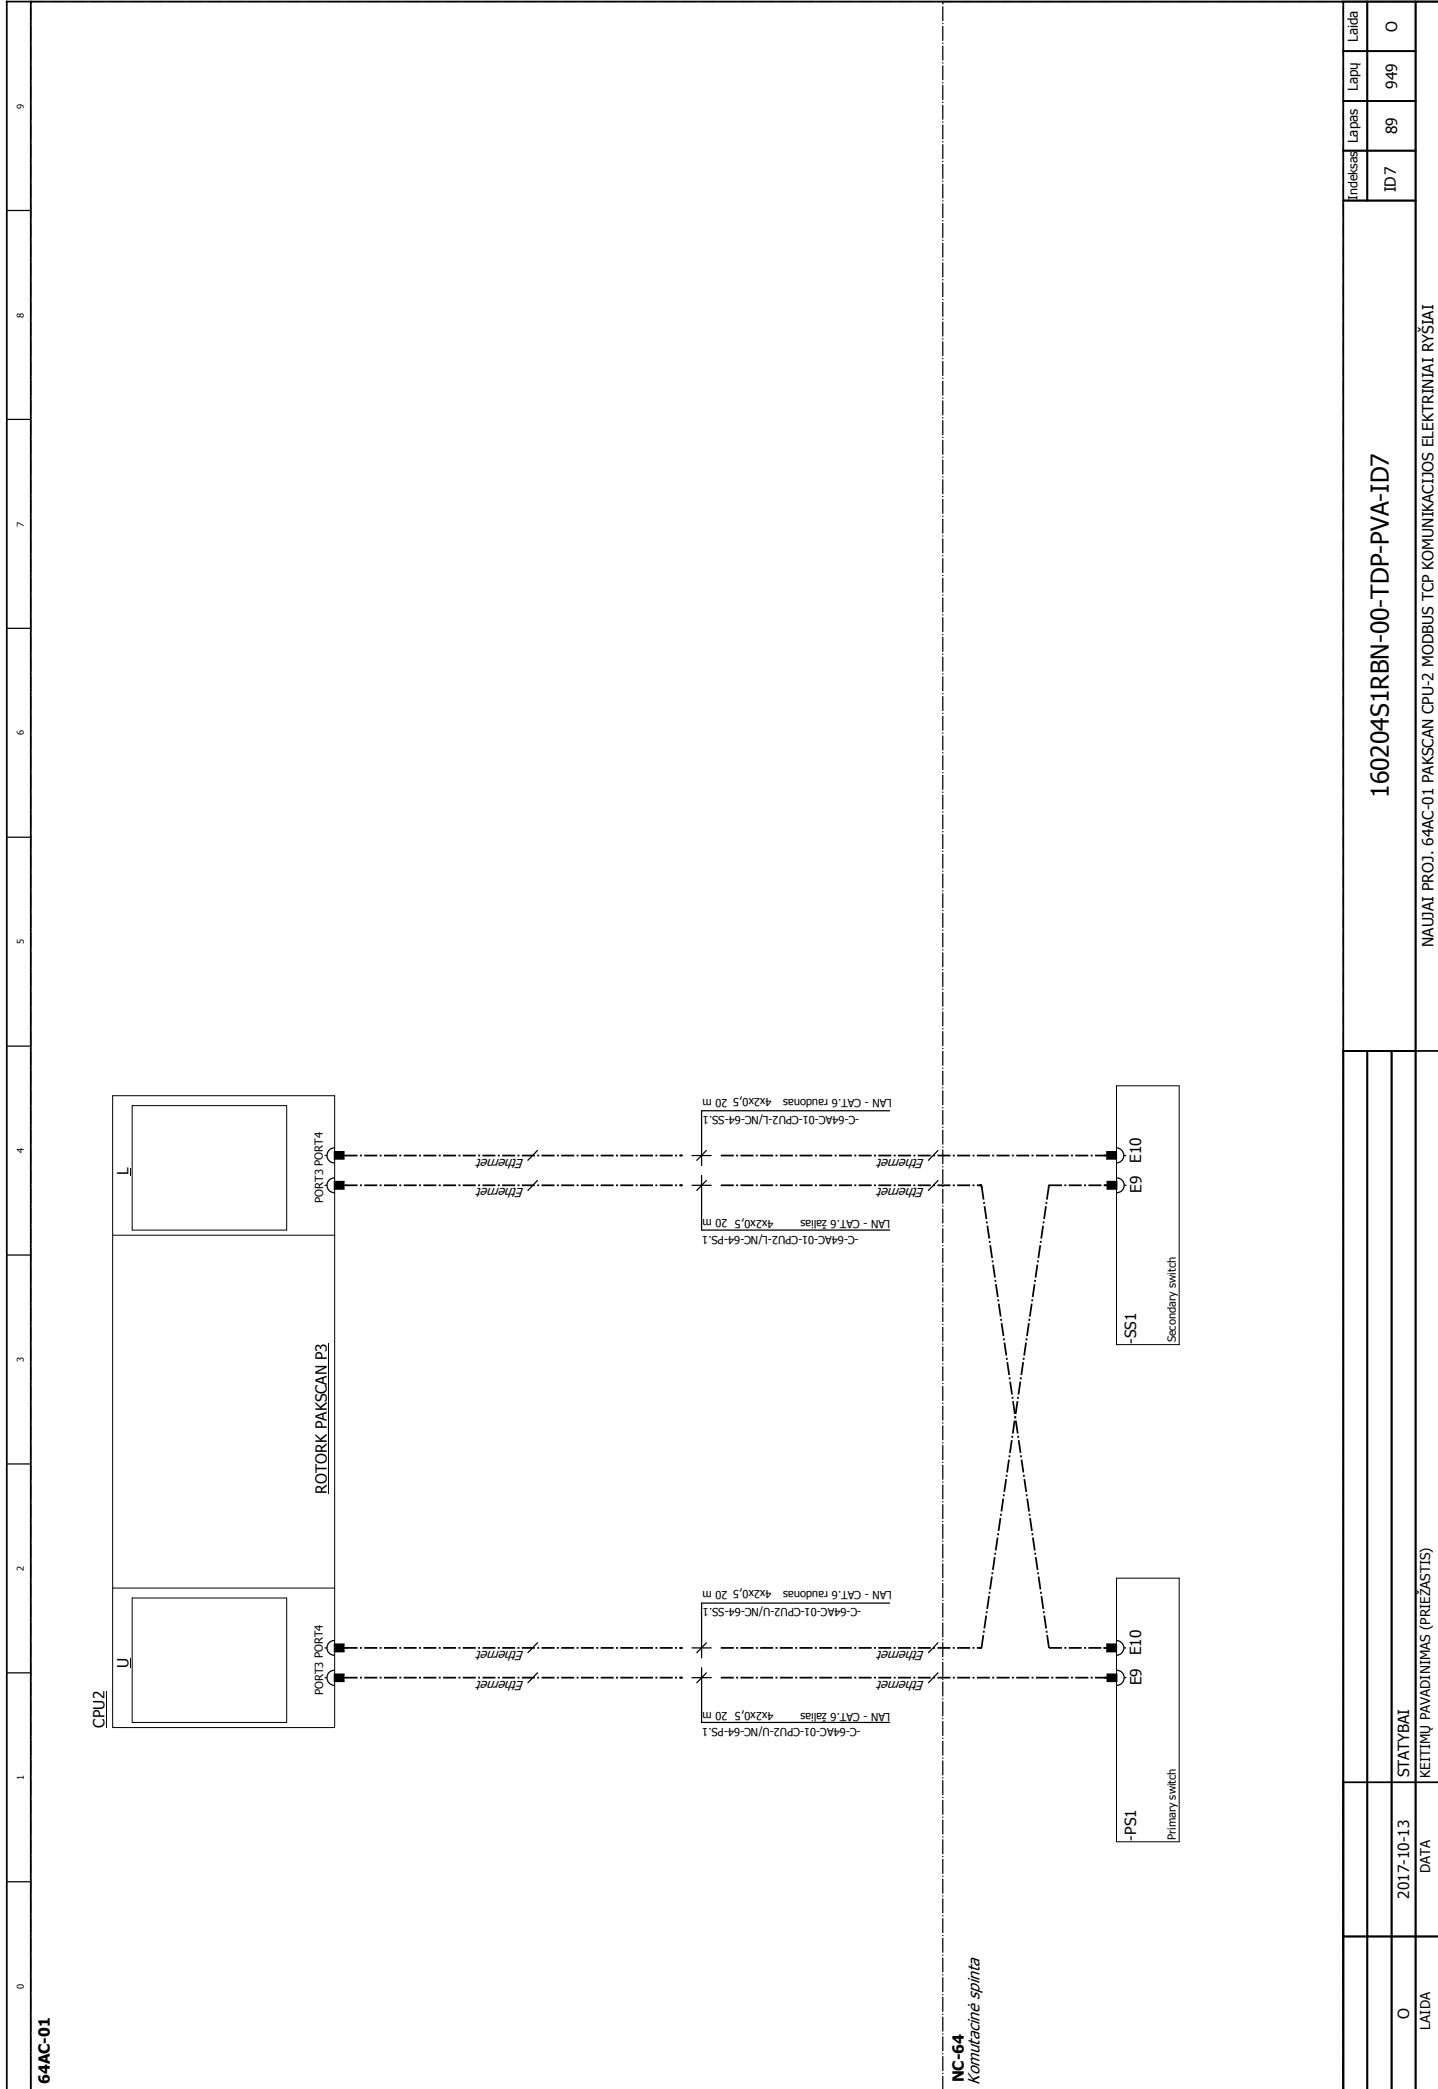 0 1 2 3 4 5 6 7 8 9
64AC-01
CPU2
U
L
ROTORK PAKSCAN P3
PORT3 PORT4
PORT3 PORT4
Ethernet
Ethernet
Ethernet
Ethernet
-C-64AC-01-CPU2-U/NC-64-PS.1
LAN - CAT.6 žalias 4x2x0,5 20 m
-C-64AC-01-CPU2-U/NC-64-SS.1
LAN - CAT.6 raudonas 4x2x0,5 20 m
-C-64AC-01-CPU2-L/NC-64-PS.1
LAN - CAT.6 žalias 4x2x0,5 20 m
-C-64AC-01-CPU2-L/NC-64-SS.1
LAN - CAT.6 raudonas 4x2x0,5 20 m
Ethernet
Ethernet
Ethernet
Ethernet
NC-64
Komutacinė spinta
-PS1
E9 E10
Primary switch
-SS1
E9 E10
Secondary switch
O 2017-10-13 STATYBAI
LAIDA DATA KEITIMŲ PAVADINIMAS (PRIEŽASTIS)
160204S1RBN-00-TDP-PVA-ID7
Indeksas Lapas Lapų Laida
ID7 89 949 O
NAUJAI PROJ. 64AC-01 PAKSCAN CPU-2 MODBUS TCP KOMUNIKACIJOS ELEKTRINIAI RYŠIAI